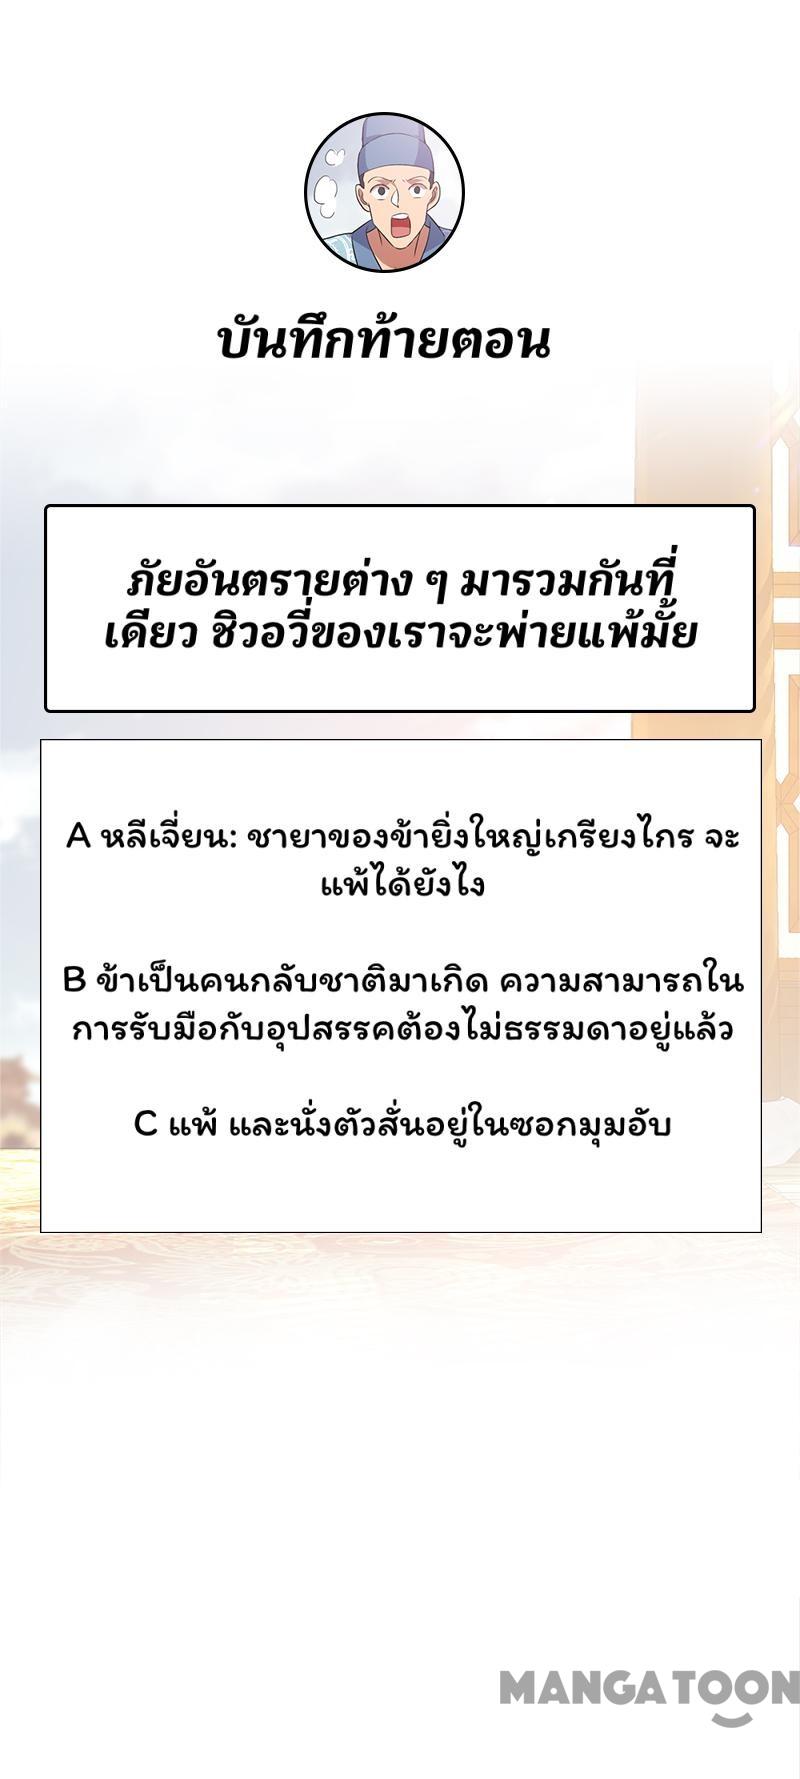 บันทึกท้ายตอน
ภัยอันตรายต่าง ๆ มารวมกันที่
เดียว ชิวอวี่ของเราจะพ่ายแพ้มั้ย
A หลีเจี่ยน: ชายาของข้ายิ่งใหญ่เกรียงไกร จะ
แพ้ได้ยังไง
B ข้าเป็นคนกลับชาติมาเกิด ความสามารถใน
การรับมือกับอุปสรรคต้องไม่ธรรมดาอยู่แล้ว
C แพ้ และนั่งตัวสั่นอยู่ในซอกมุมอับ
MANGATOON